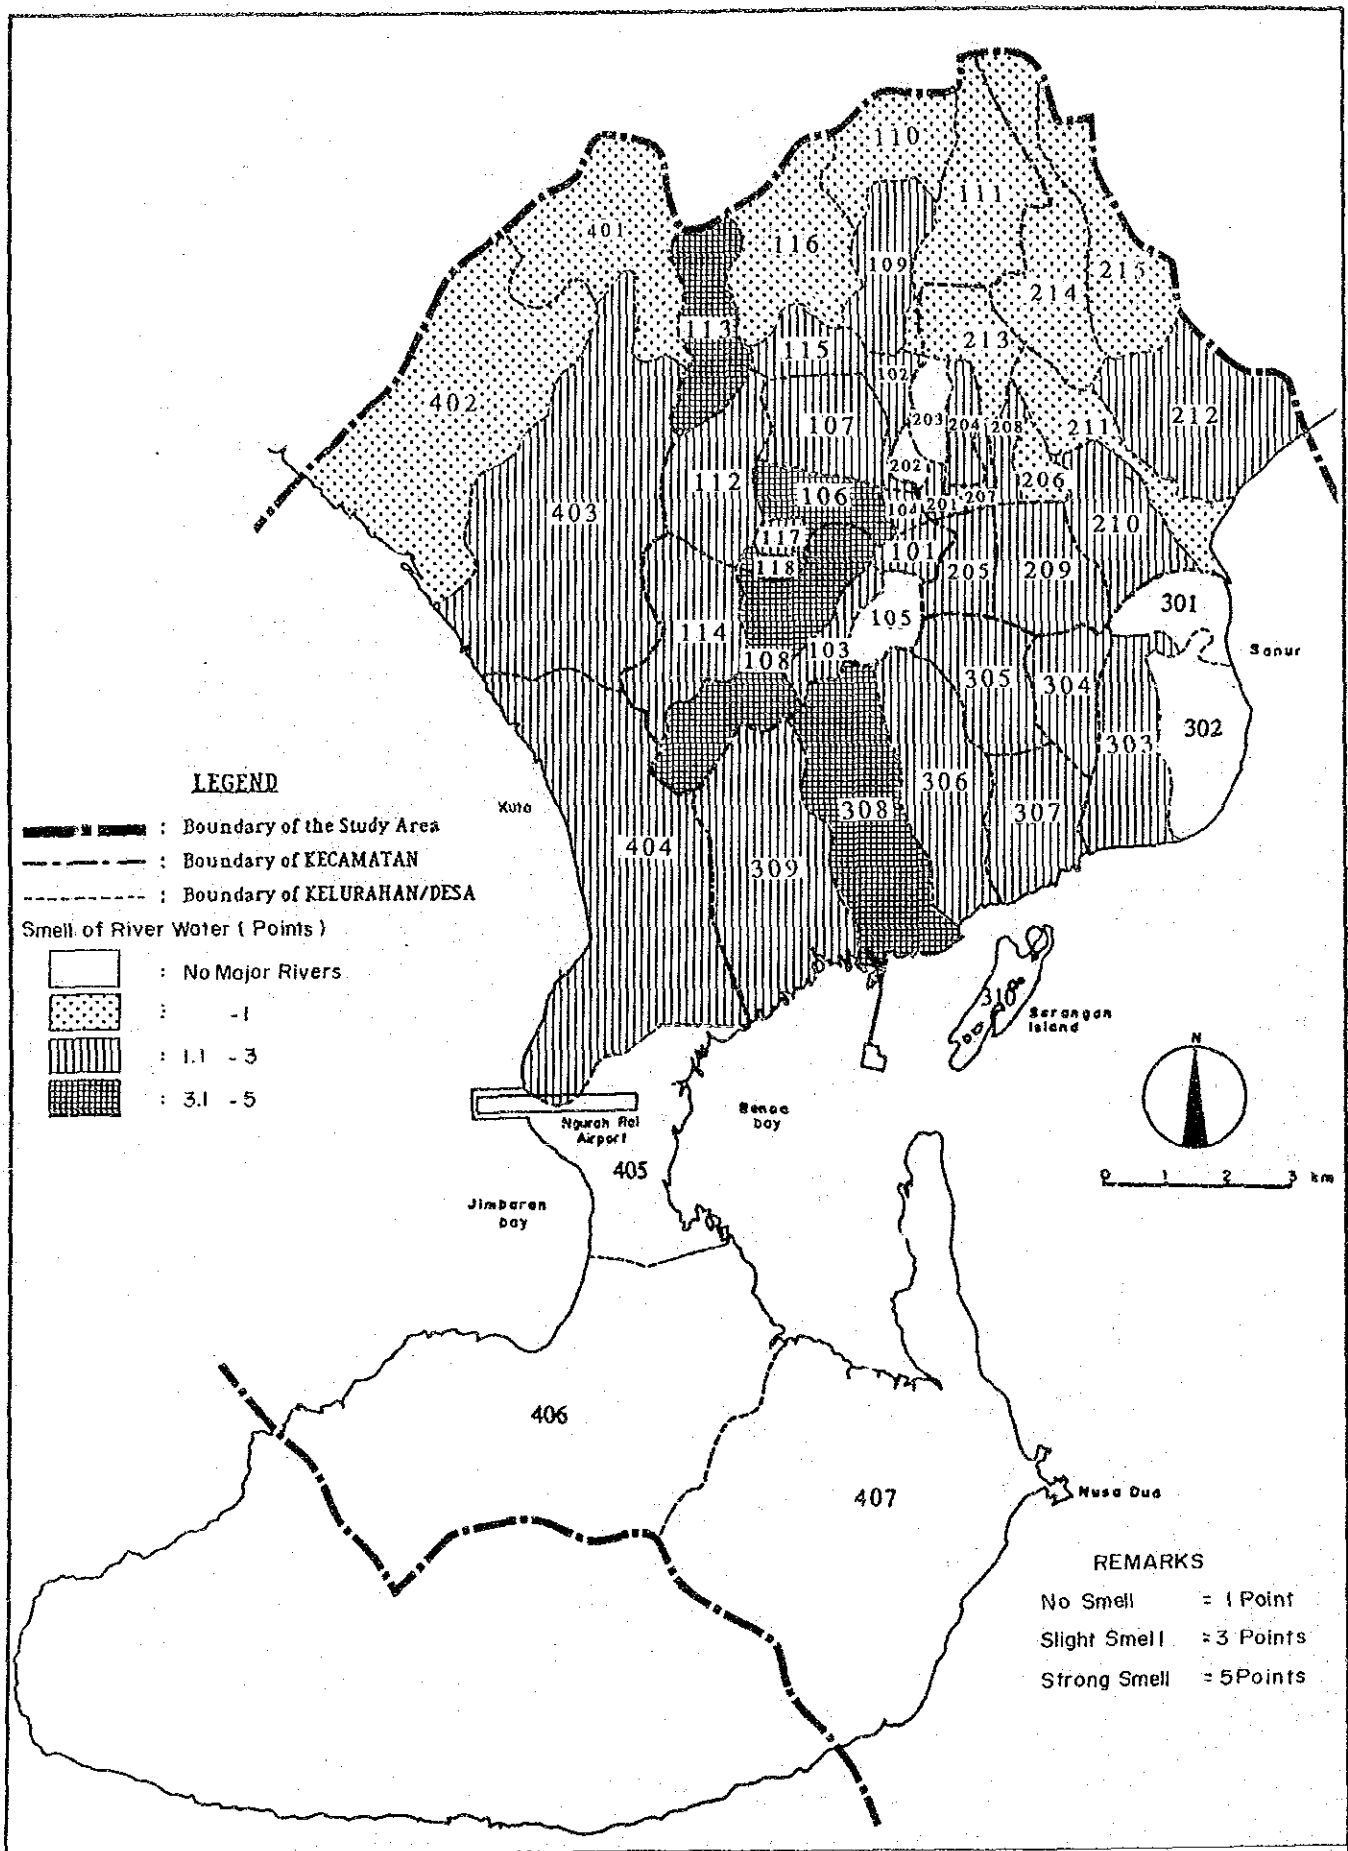 110
111
401
116
109
215
214
113
213
115
102
402
107
203
204
208
211
212
202
112
106
206
201
207
403
104
210
117
101
118
205
209
105
301
114
103
Sanur
108
305
304
303
302
LEGEND
Kuta
306
308
307
: Boundary of the Study Area
404
: Boundary of KECAMATAN
309
: Boundary of KELURAHAN/DESA
Smell of River Water ( Points )
: No Major Rivers
: -1
: 1.1 - 3
: 3.1 - 5
310
Serangan
Island
N
Benoa
bay
Ngurah Rai
Airport
405
0 1 2 3 km
Jimbaran
bay
406
407
Nusa Dua
REMARKS
No Smell = 1 Point
Slight Smell = 3 Points
Strong Smell = 5 Points